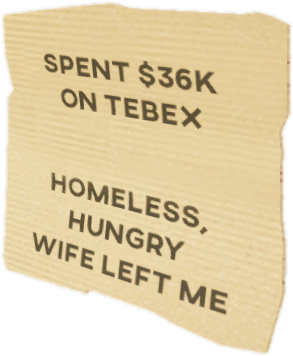 SPENT $36K
ON TEBEX
HOMELESS,
HUNGRY
WIFE LEFT ME